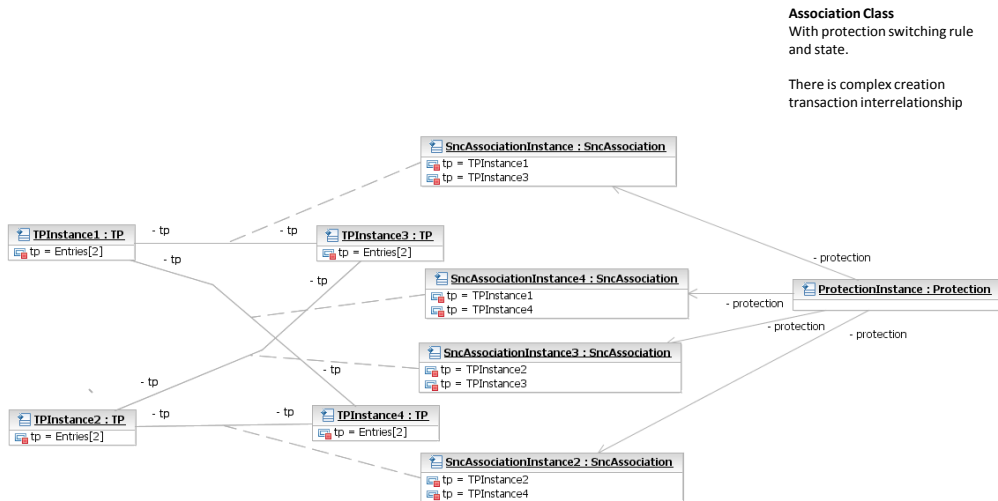 Association Class
With protection switching rule
and state.
There is complex creation
transaction interrelationship
SncAssociationInstance : SncAssociation
tp = TPInstance1
tp = TPInstance3
TPInstance1 : TP
tp = Entries[2]
- tp
- tp
TPInstance3 : TP
tp = Entries[2]
- tp
- tp
- protection
SncAssociationInstance4 : SncAssociation
tp = TPInstance1
tp = TPInstance4
ProtectionInstance : Protection
- protection
- protection
- protection
SncAssociationInstance3 : SncAssociation
tp = TPInstance2
tp = TPInstance3
- tp
- tp
TPInstance2 : TP
tp = Entries[2]
- tp
- tp
TPInstance4 : TP
tp = Entries[2]
SncAssociationInstance2 : SncAssociation
tp = TPInstance2
tp = TPInstance4